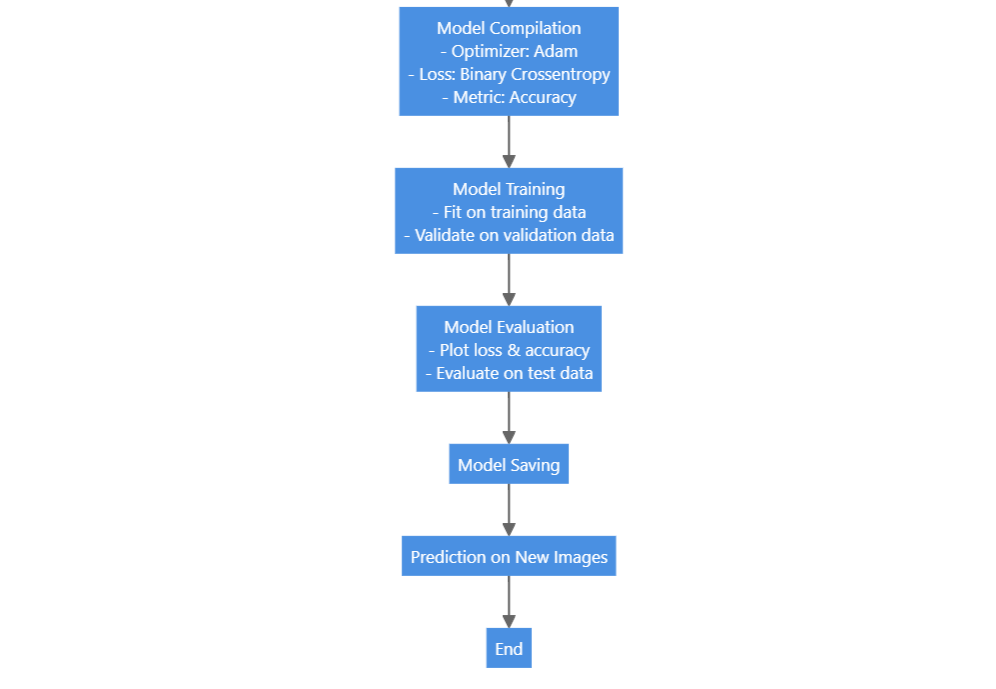 Model Compilation
- Optimizer: Adam
- Loss: Binary Crossentropy
- Metric: Accuracy
Model Training
- Fit on training data
- Validate on validation data
Model Evaluation
- Plot loss & accuracy
- Evaluate on test data
Model Saving
Prediction on New Images
End